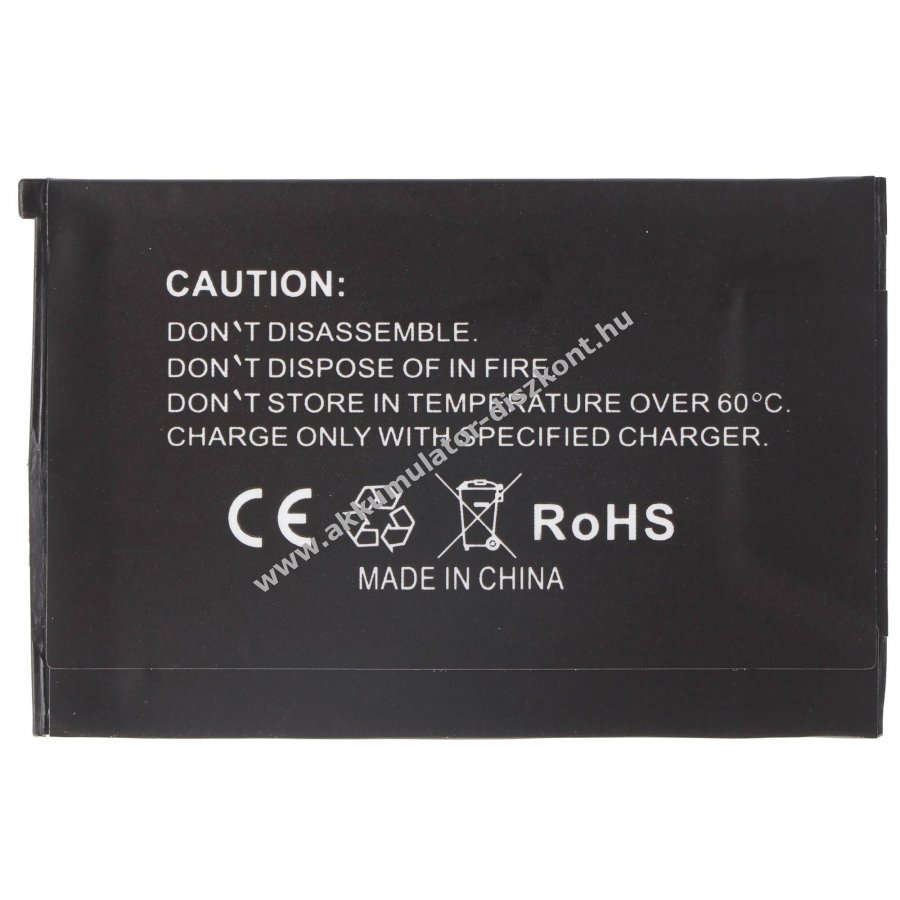 CAUTION:
DON‵T DISASSEMBLE.
DON‵T DISPOSE OF IN FIRE.
DON‵T STORE IN TEMPERATURE OVER 60°C.
CHARGE ONLY WITH SPECIFIED CHARGER.
CE RoHS
MADE IN CHINA
www.akkumulator-diszkont.hu